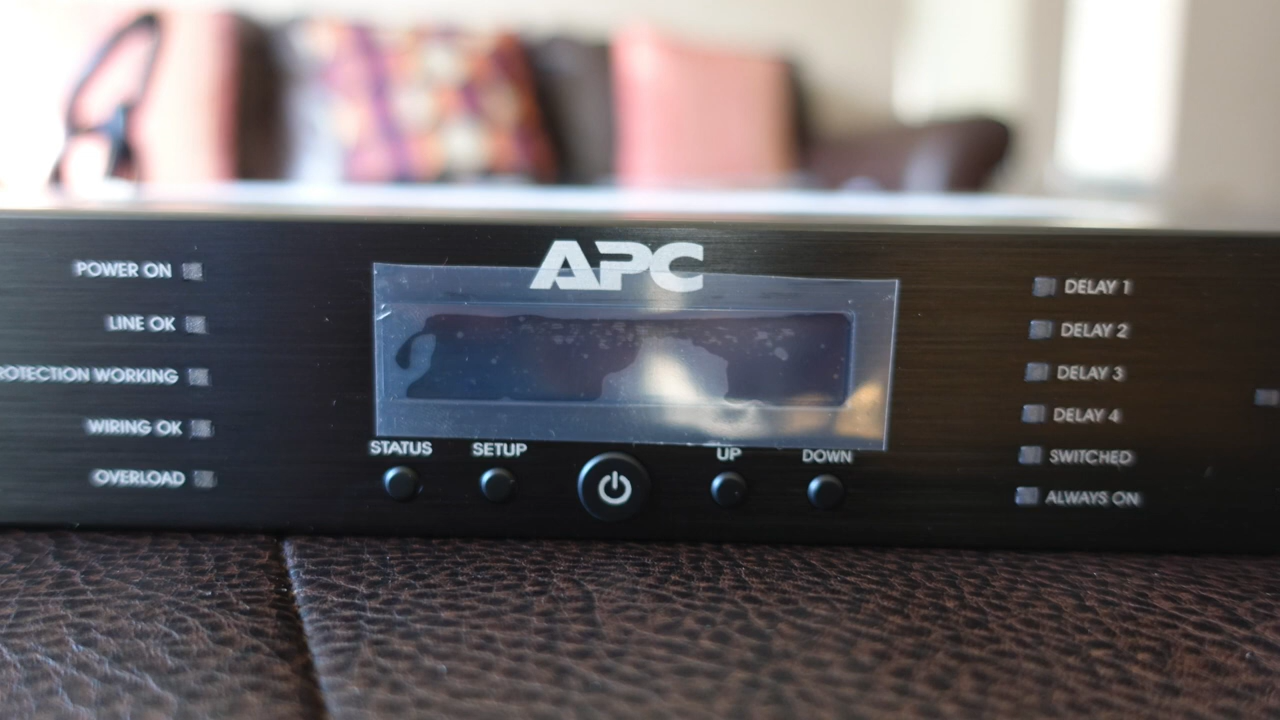 APC
POWER ON
LINE OK
ROTECTION WORKING
WIRING OK
OVERLOAD
STATUS
SETUP
UP
DOWN
DELAY 1
DELAY 2
DELAY 3
DELAY 4
SWITCHED
ALWAYS ON